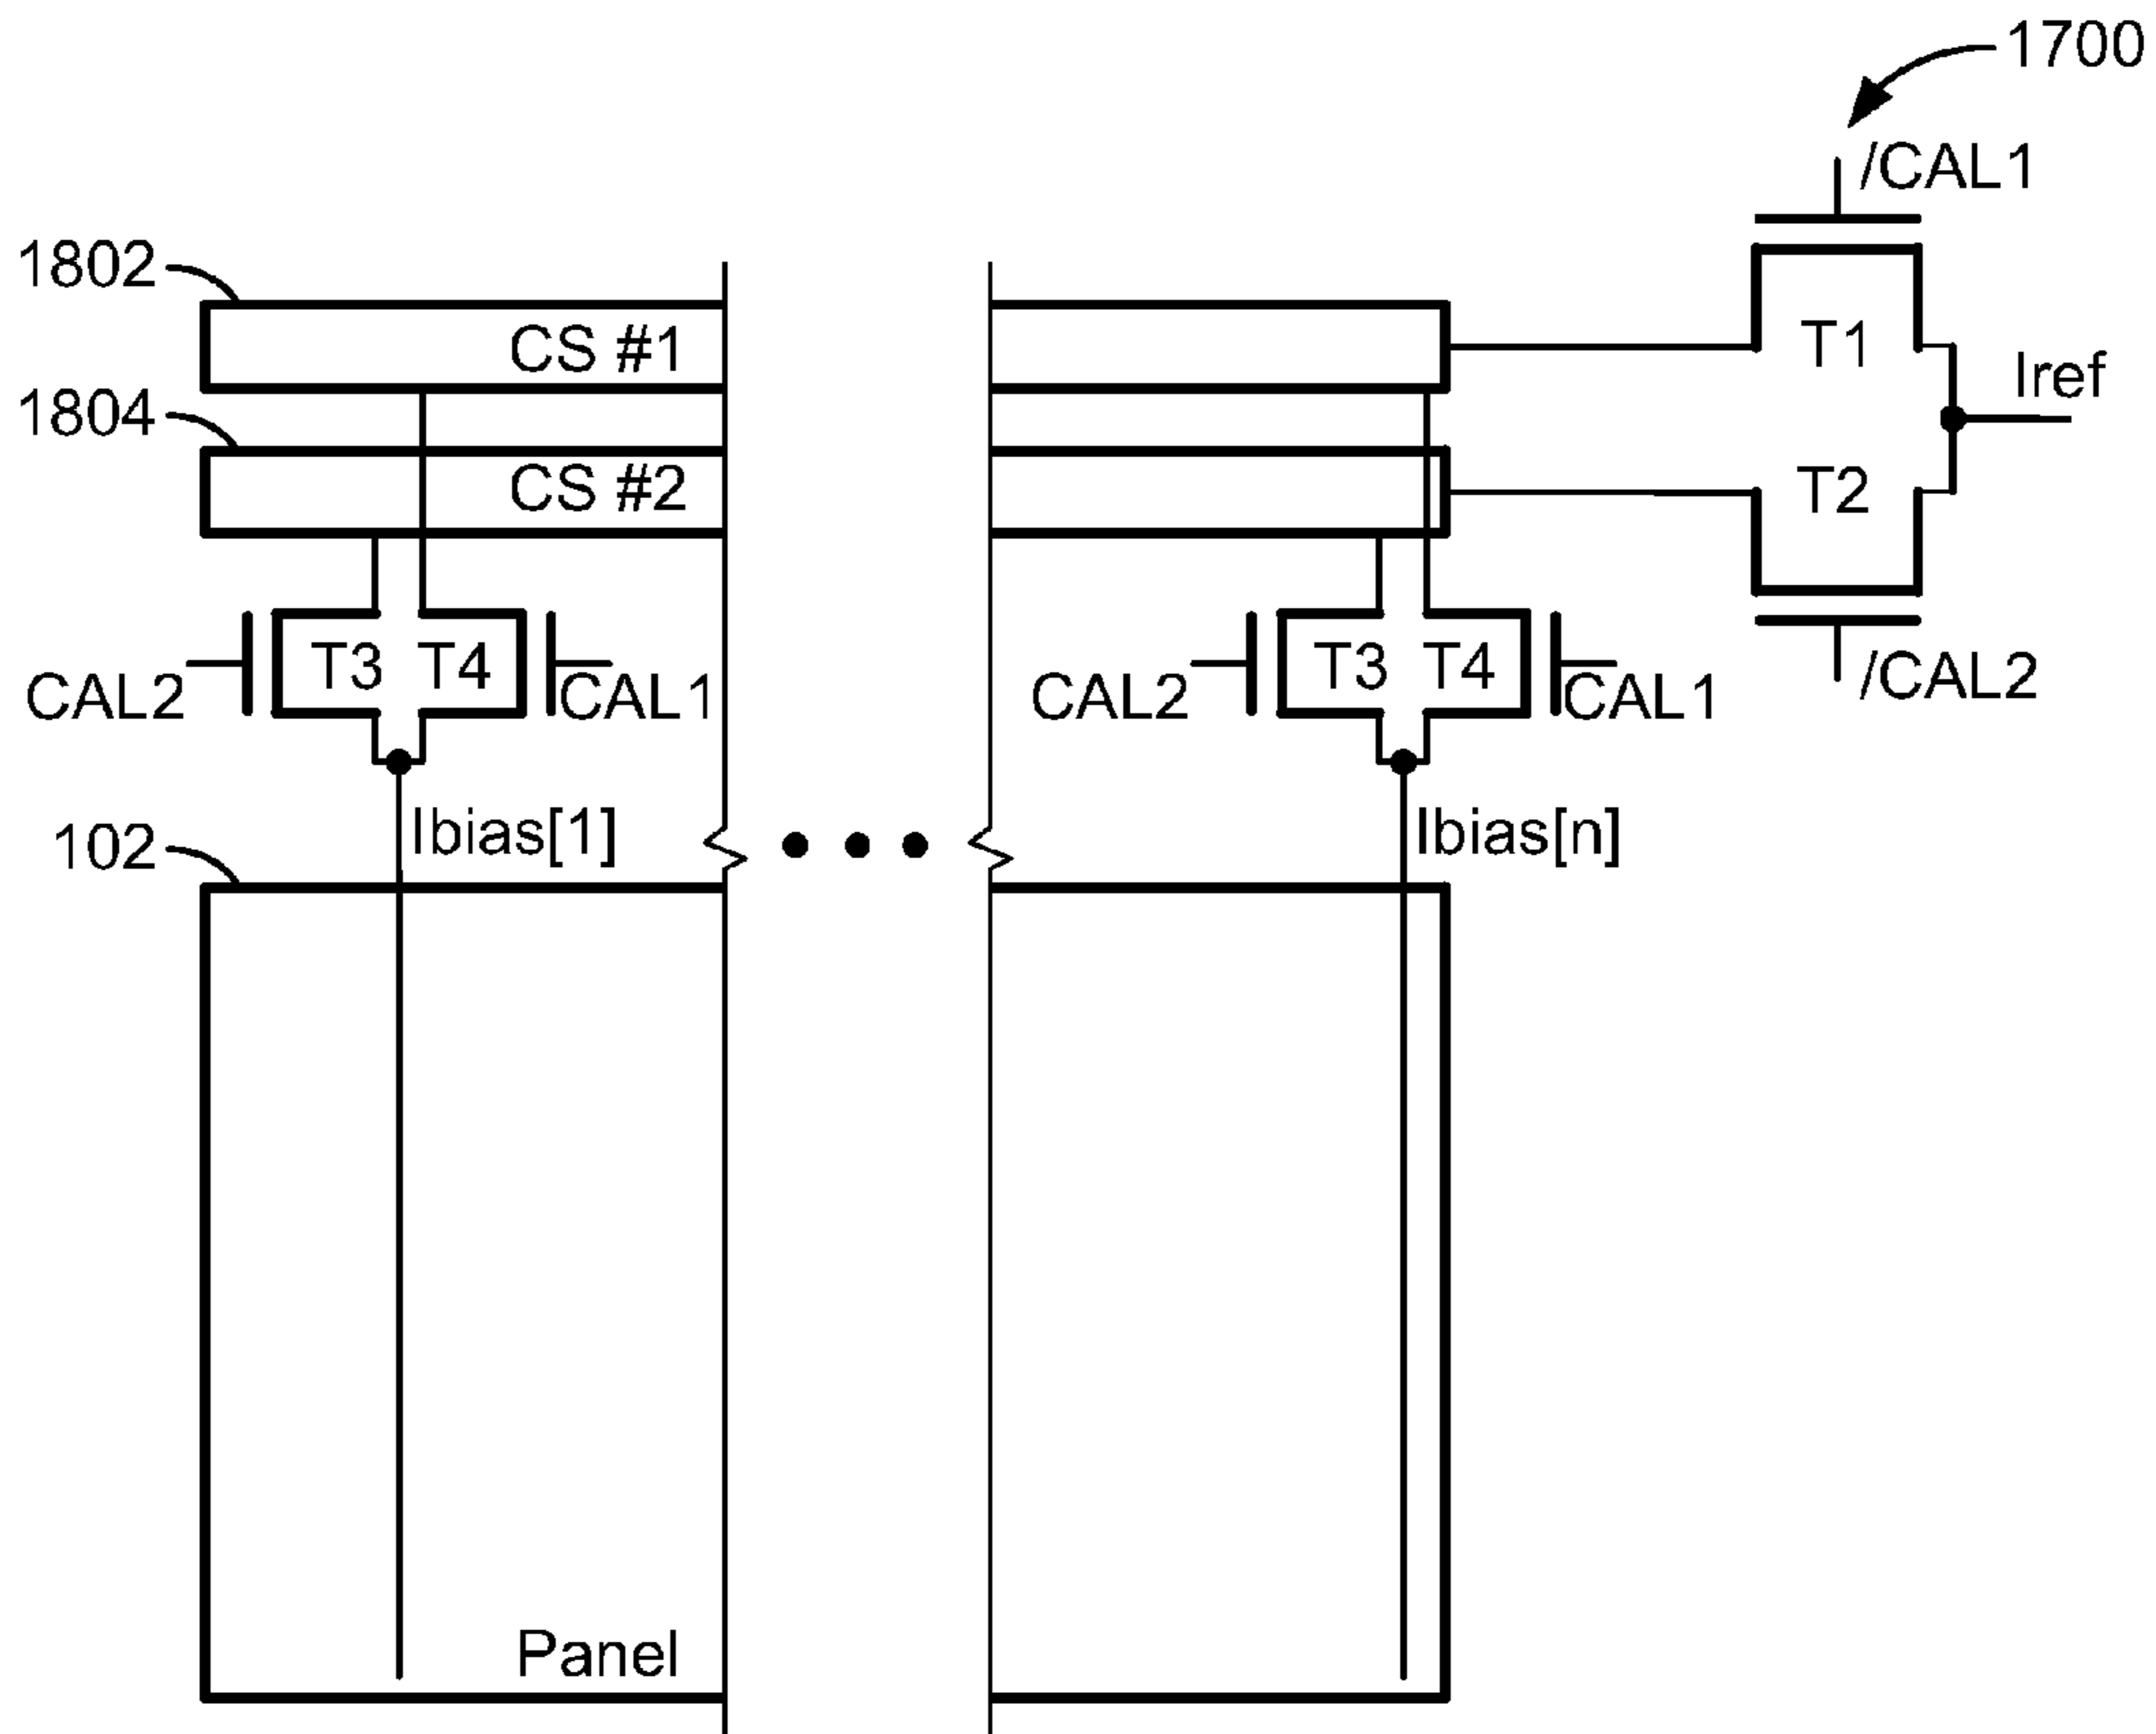 1700
/CAL1
1802
CS #1
T1
Iref
1804
CS #2
T2
T3 T4
T3 T4
CAL2
CAL1
CAL2
CAL1
/CAL2
Ibias[1]
Ibias[n]
102
Panel